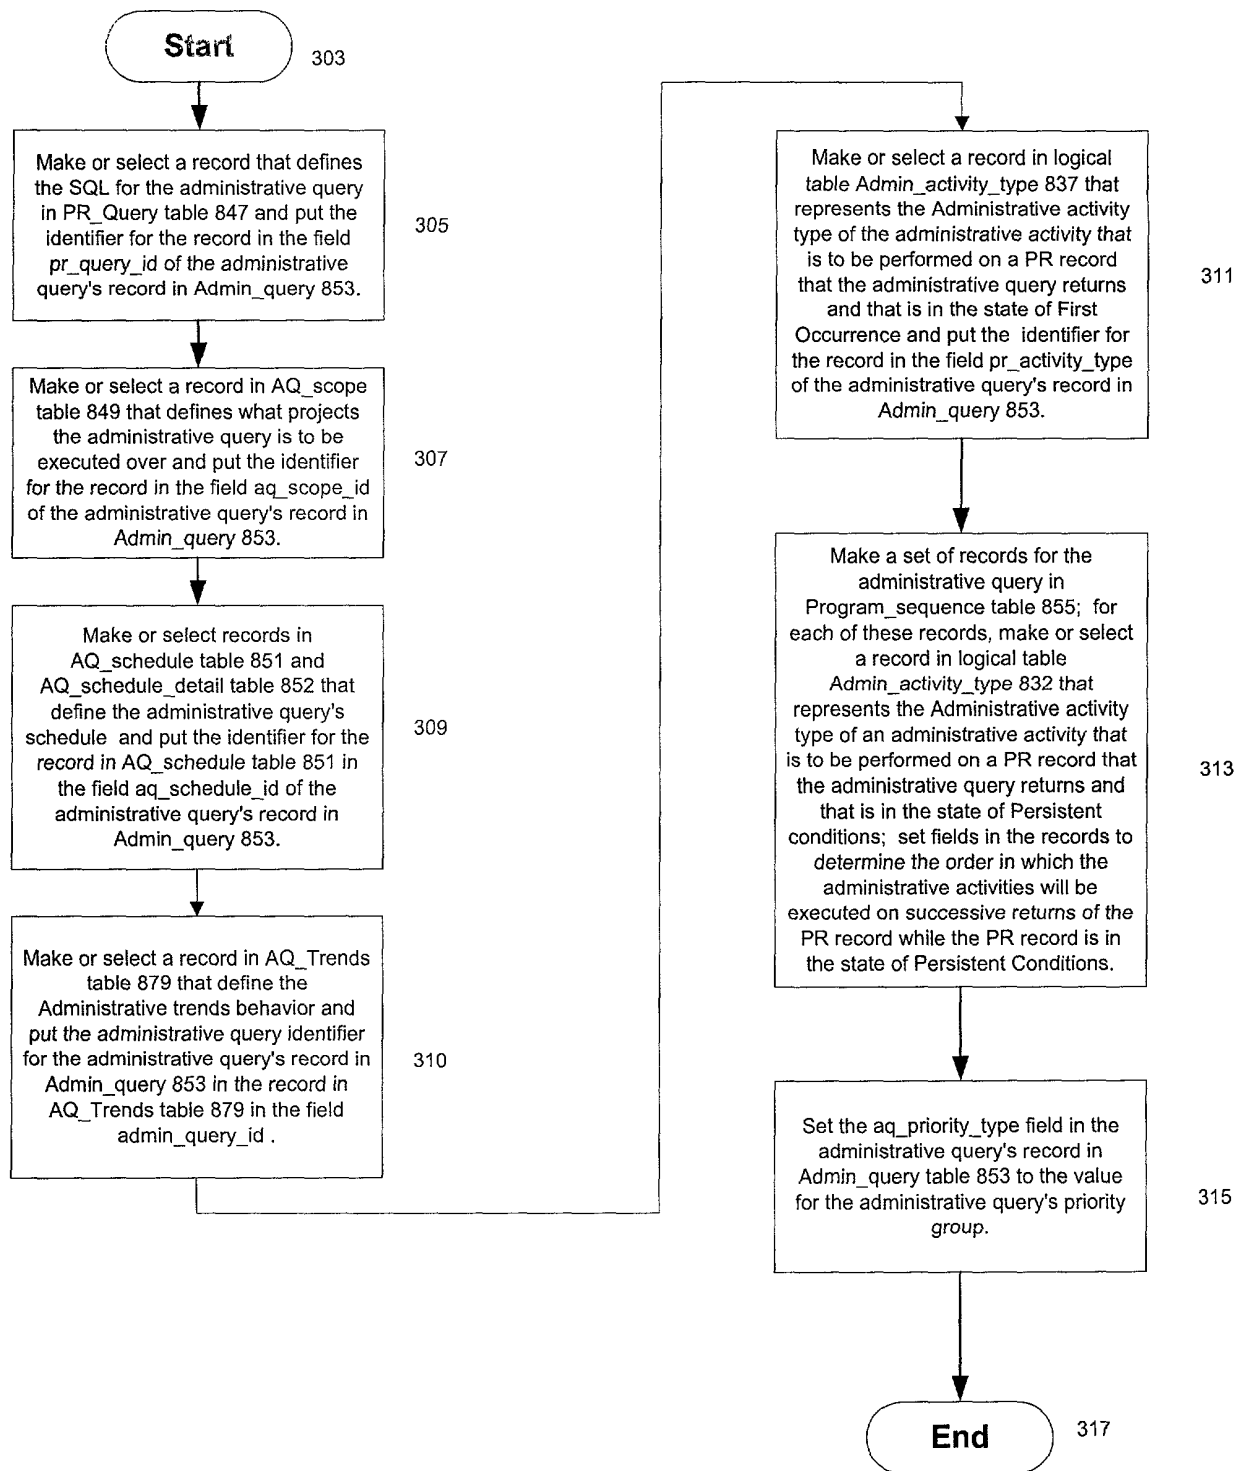 Start
303
Make or select a record that defines
the SQL for the administrative query
in PR_Query table 847 and put the
identifier for the record in the field
pr_query_id of the administrative
query's record in Admin_query 853.
305
Make or select a record in AQ_scope
table 849 that defines what projects
the administrative query is to be
executed over and put the identifier
for the record in the field aq_scope_id
of the administrative query's record in
Admin_query 853.
307
Make or select records in
AQ_schedule table 851 and
AQ_schedule_detail table 852 that
define the administrative query's
schedule and put the identifier for the
record in AQ_schedule table 851 in
the field aq_schedule_id of the
administrative query's record in
Admin_query 853.
309
Make or select a record in AQ_Trends
table 879 that define the
Administrative trends behavior and
put the administrative query identifier
for the administrative query's record in
Admin_query 853 in the record in
AQ_Trends table 879 in the field
admin_query_id .
310
Make or select a record in logical
table Admin_activity_type 837 that
represents the Administrative activity
type of the administrative activity that
is to be performed on a PR record
that the administrative query returns
and that is in the state of First
Occurrence and put the identifier for
the record in the field pr_activity_type
of the administrative query's record in
Admin_query 853.
311
Make a set of records for the
administrative query in
Program_sequence table 855; for
each of these records, make or select
a record in logical table
Admin_activity_type 832 that
represents the Administrative activity
type of an administrative activity that
is to be performed on a PR record that
the administrative query returns and
that is in the state of Persistent
conditions; set fields in the records to
determine the order in which the
administrative activities will be
executed on successive returns of the
PR record while the PR record is in
the state of Persistent Conditions.
313
Set the aq_priority_type field in the
administrative query's record in
Admin_query table 853 to the value
for the administrative query's priority
group.
315
End
317